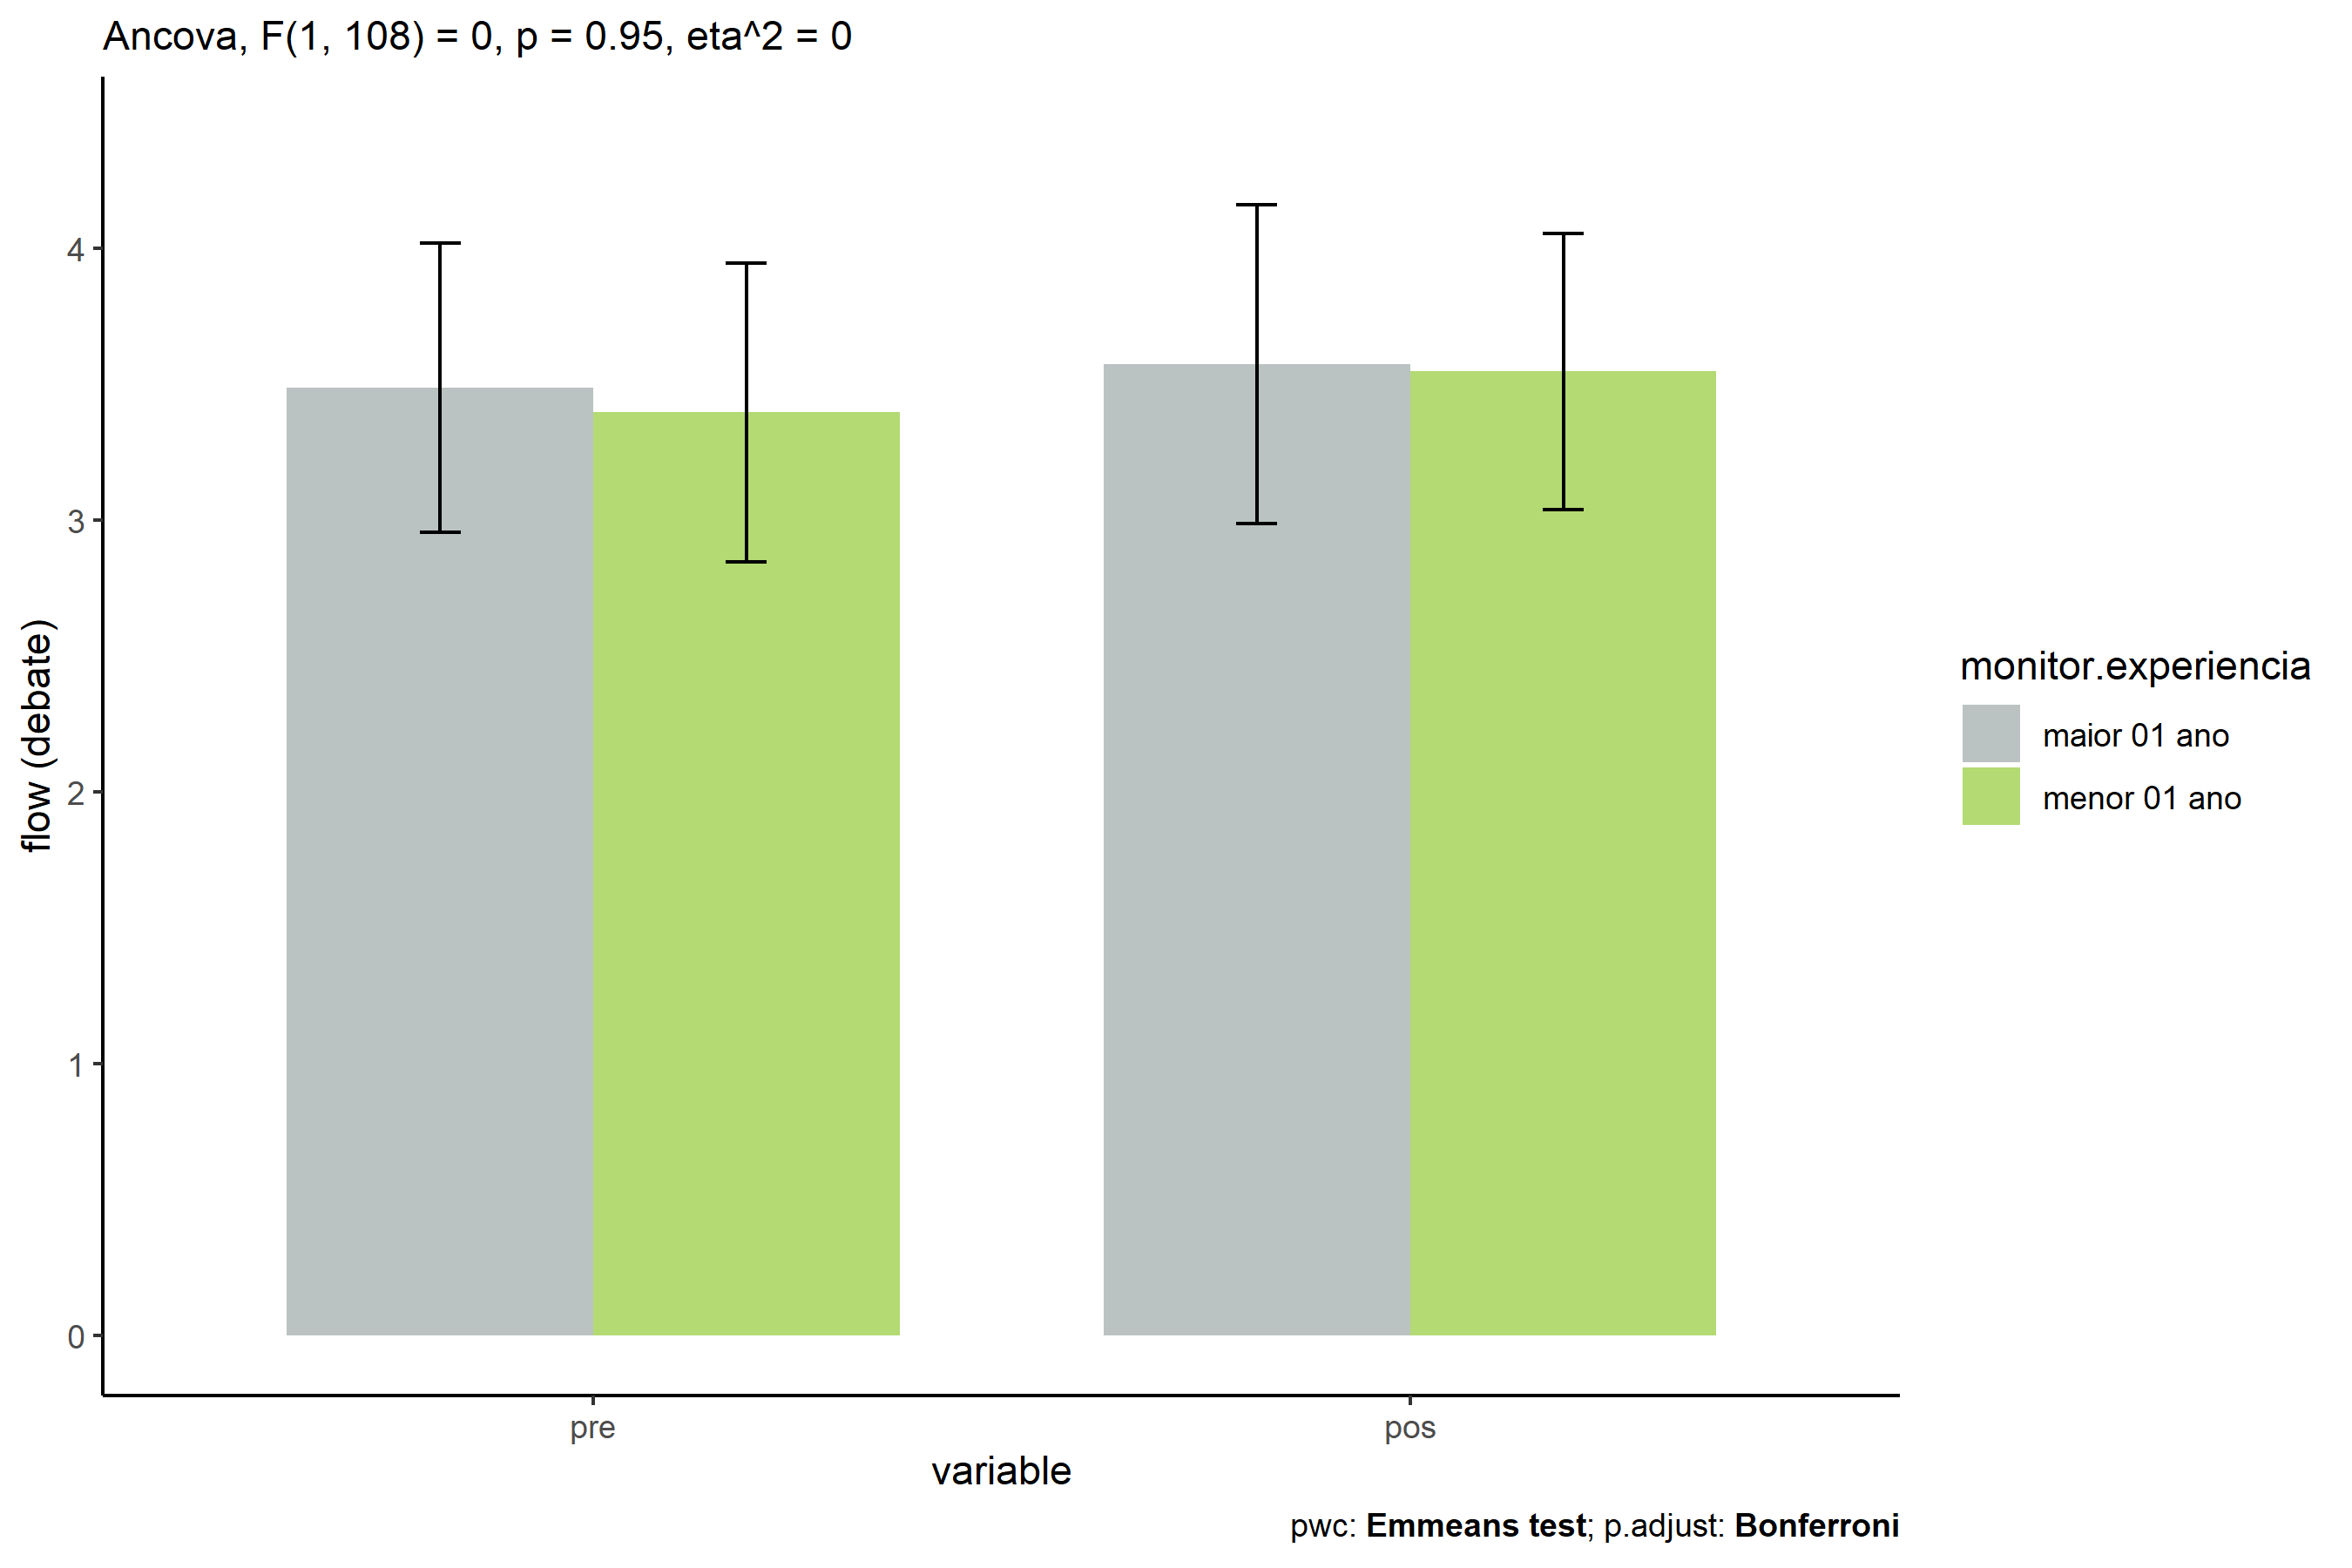 Ancova, F(1, 108) = 0, p = 0.95, eta^2 = 0
flow (debate)
4
3
2
1
0
pre
pos
variable
monitor.experiencia
maior 01 ano
menor 01 ano
pwc: Emmeans test; p.adjust: Bonferroni